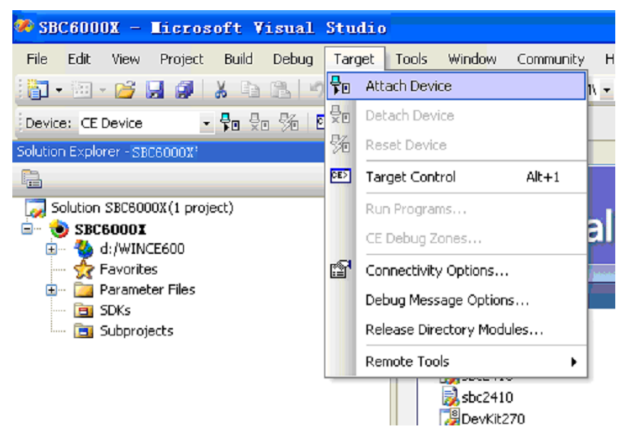 SBC6000X - Microsoft Visual Studio
File Edit View Project Build Debug Target Tools Window Community H
Attach Device
Device: CE Device
Detach Device
Solution Explorer - SBC6000X
Reset Device
Target Control Alt+1
Solution SBC6000X (1 project)
Run Programs...
SBC6000X
CE Debug Zones...
al
d:/WINCE600
Favorites
Connectivity Options...
Parameter Files
Debug Message Options...
SDKs
Release Directory Modules...
Subprojects
Remote Tools
sbc2410
sbc2410
DevKit270